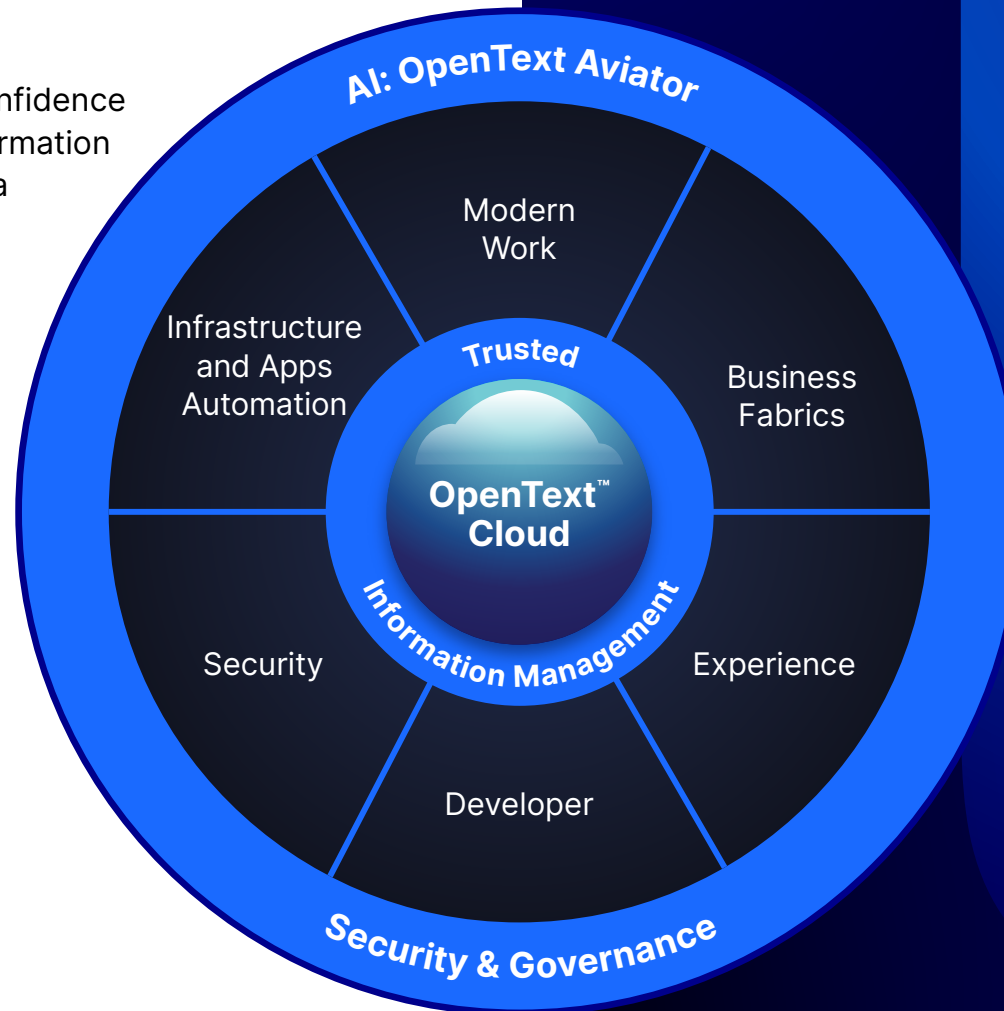 AI: OpenText Aviator
rmation
a
Modern
Work
Infrastructure
and Apps
Automation
Trusted
Business
Fabrics
OpenText™
Cloud
Information Management
Security
Experience
Developer
Security & Governance